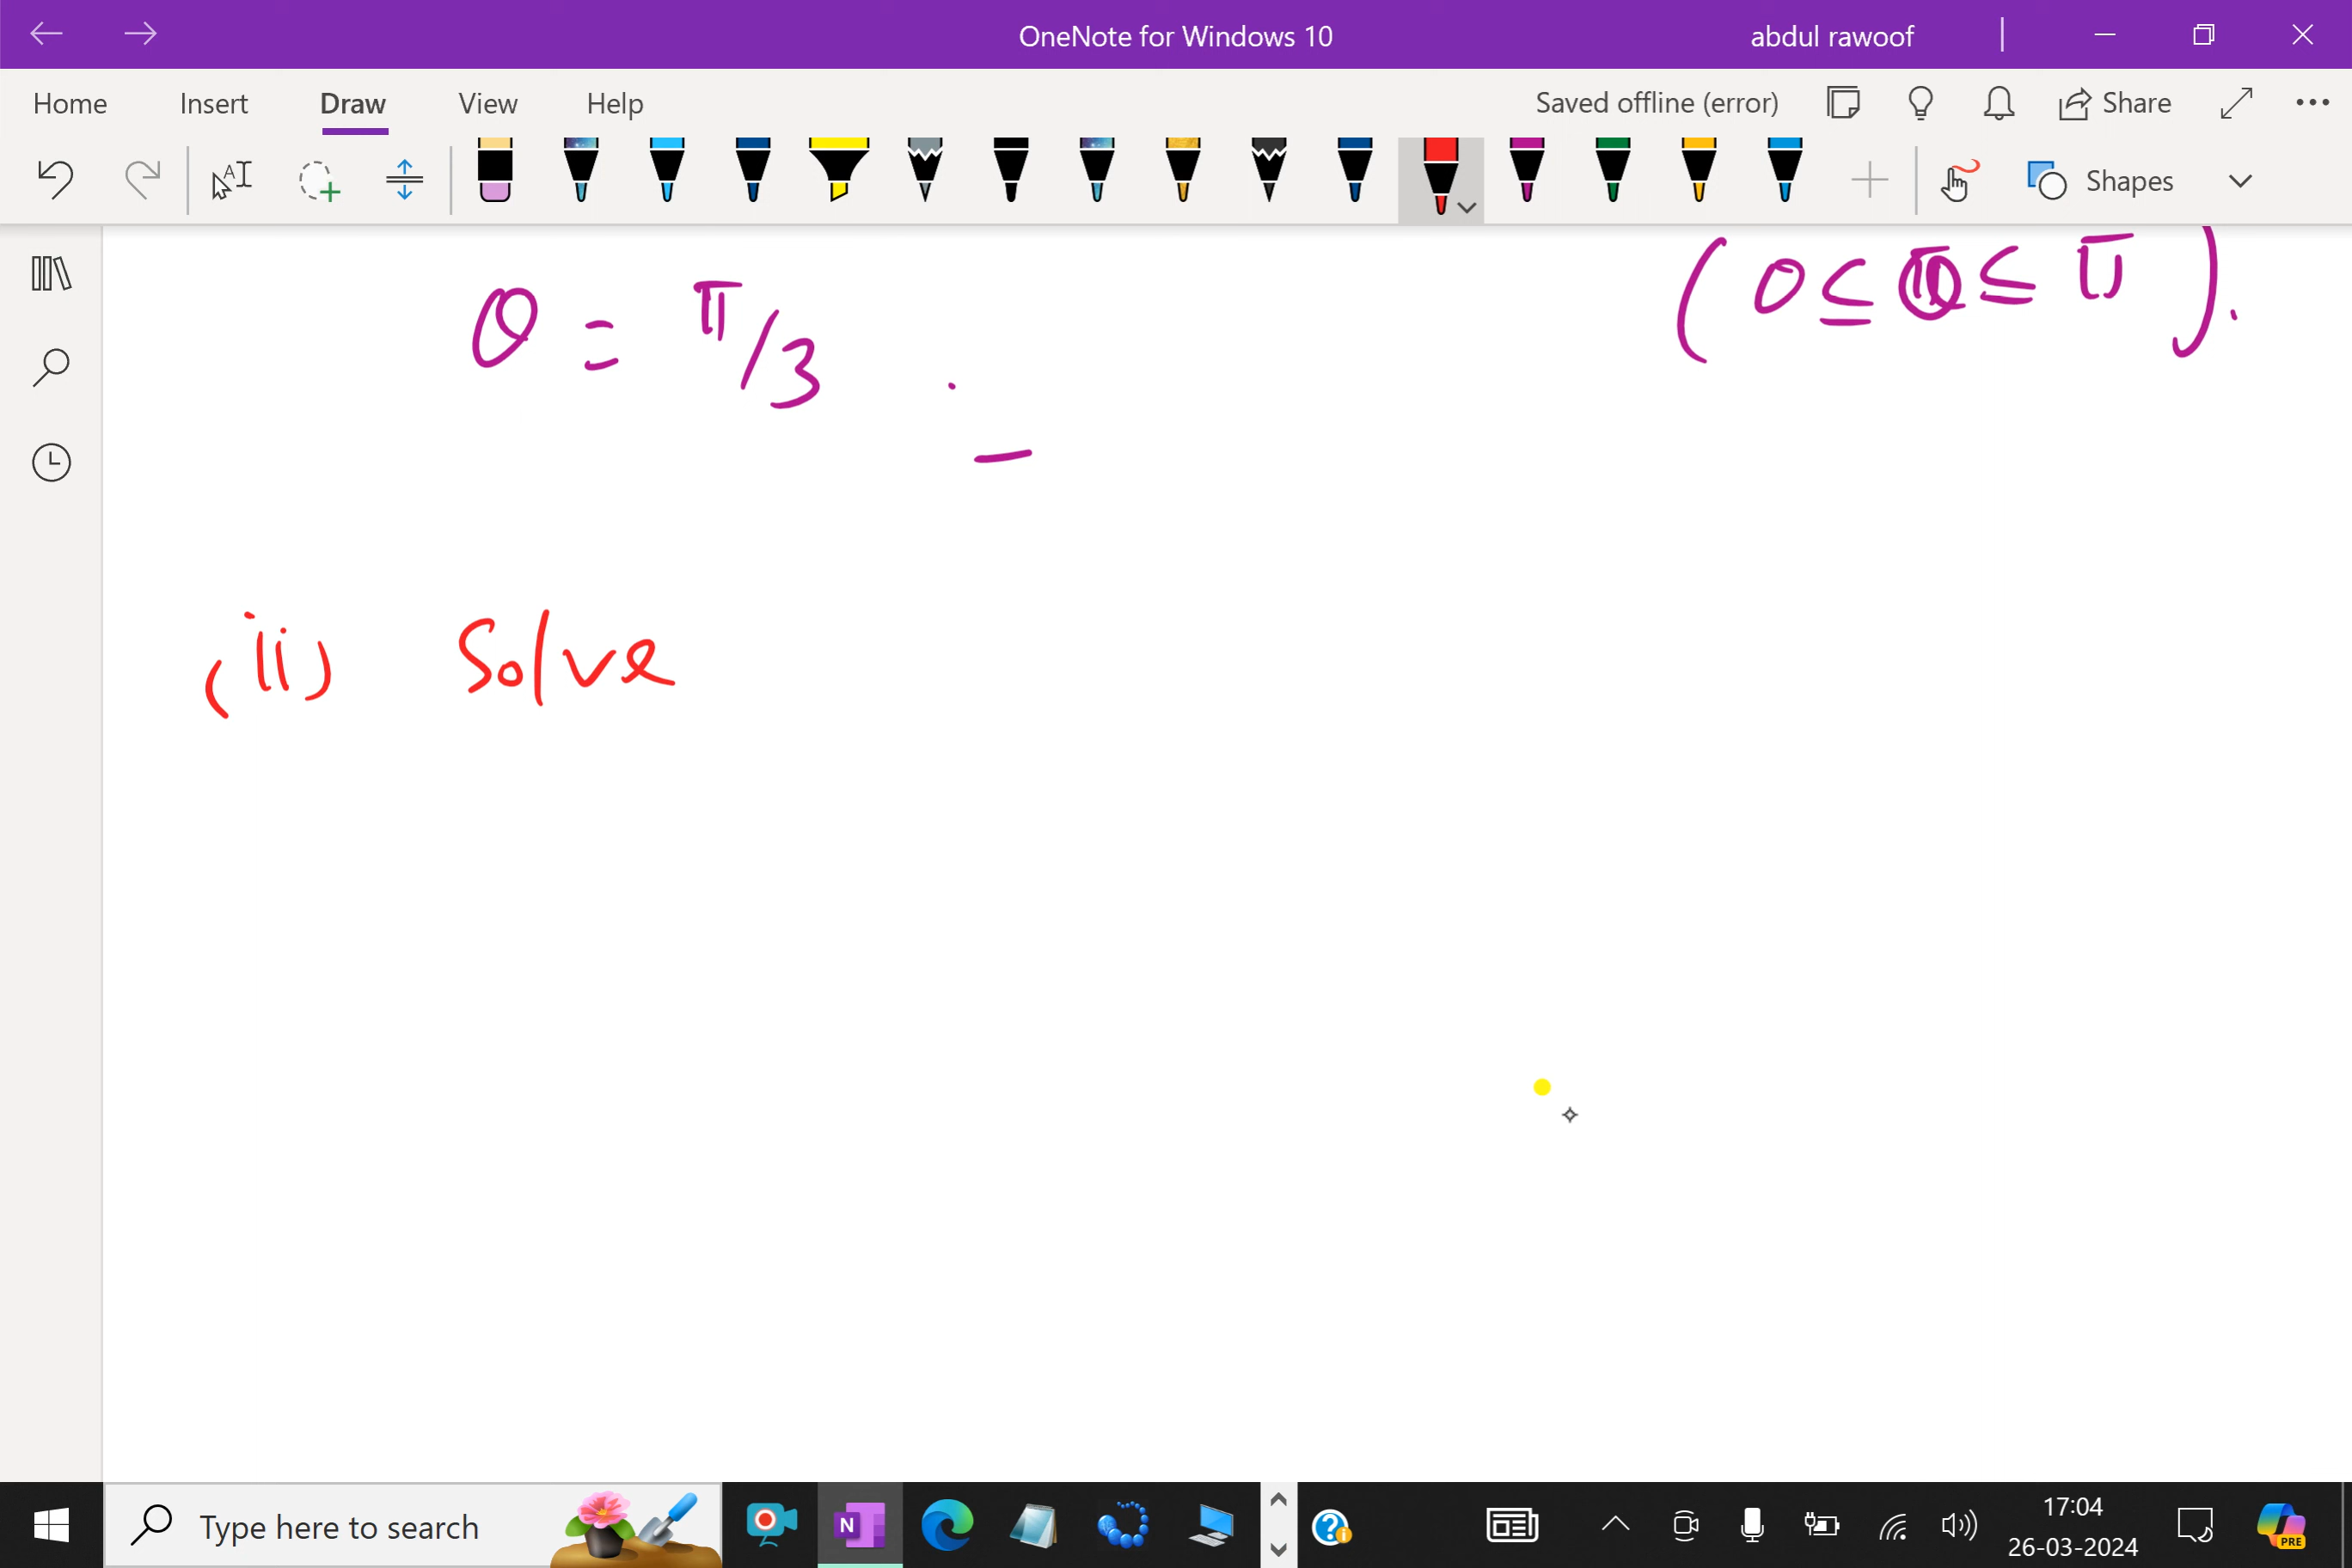 OneNote for Windows 10
abdul rawoof
Home Insert Draw View Help
Saved offline (error)
Share
Shapes
(0 ≤ θ ≤ π).
θ = π/3 .
(ii) Solve
Type here to search
17:04
26-03-2024
PRE